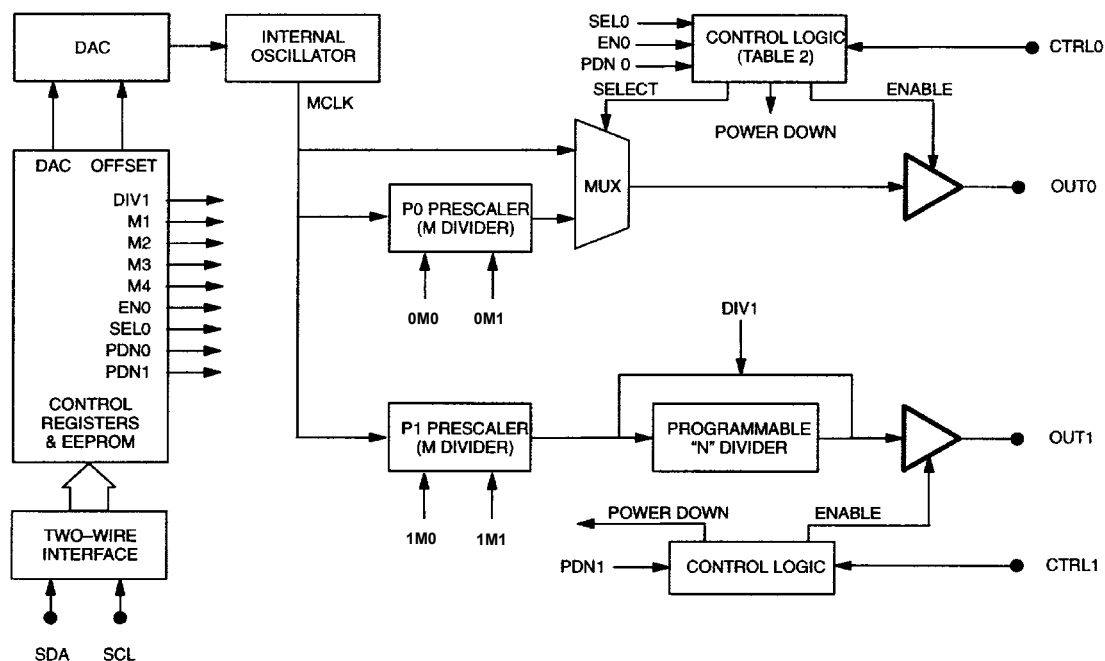 DAC
INTERNAL
OSCILLATOR
MCLK
SEL0
EN0
PDN 0
CONTROL LOGIC
(TABLE 2)
CTRL0
SELECT
POWER DOWN
ENABLE
MUX
OUT0
P0 PRESCALER
(M DIVIDER)
0M0
0M1
DAC OFFSET
DIV1
M1
M2
M3
M4
EN0
SEL0
PDN0
PDN1
CONTROL
REGISTERS
& EEPROM
TWO–WIRE
INTERFACE
SDA
SCL
DIV1
P1 PRESCALER
(M DIVIDER)
1M0
1M1
PROGRAMMABLE
“N” DIVIDER
OUT1
POWER DOWN
ENABLE
PDN1
CONTROL LOGIC
CTRL1